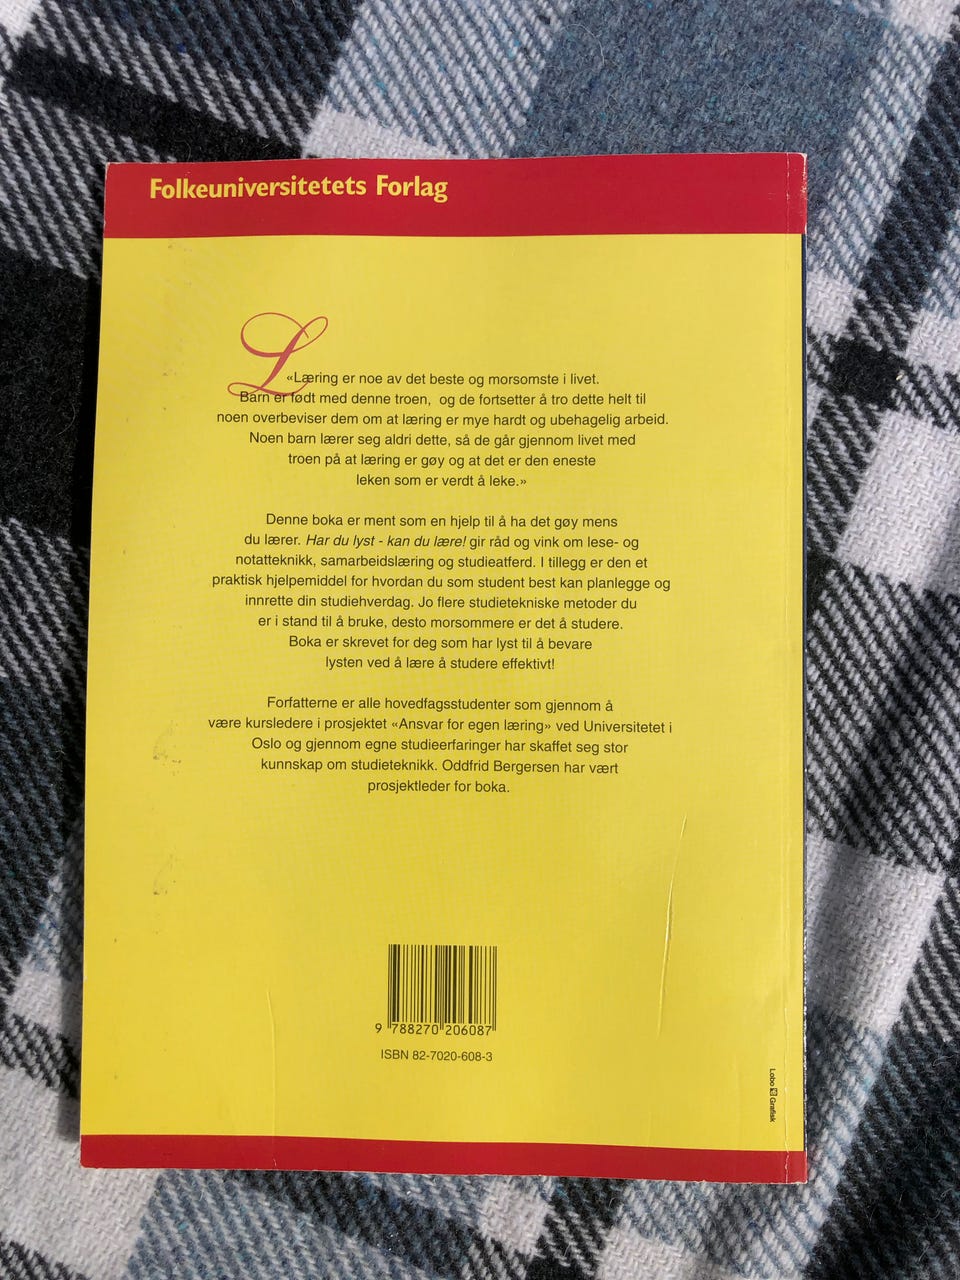 Folkeuniversitetets Forlag
L
«Læring er noe av det beste og morsomste i livet.
Barn er født med denne troen, og de fortsetter å tro dette helt til
noen overbeviser dem om at læring er mye hardt og ubehagelig arbeid.
Noen barn lærer seg aldri dette, så de går gjennom livet med
troen på at læring er gøy og at det er den eneste
leken som er verdt å leke.»
Denne boka er ment som en hjelp til å ha det gøy mens
du lærer. Har du lyst - kan du lære! gir råd og vink om lese- og
notatteknikk, samarbeidslæring og studieatferd. I tillegg er den et
praktisk hjelpemiddel for hvordan du som student best kan planlegge og
innrette din studiehverdag. Jo flere studietekniske metoder du
er i stand til å bruke, desto morsommere er det å studere.
Boka er skrevet for deg som har lyst til å bevare
lysten ved å lære å studere effektivt!
Forfatterne er alle hovedfagsstudenter som gjennom å
være kursledere i prosjektet «Ansvar for egen læring» ved Universitetet i
Oslo og gjennom egne studieerfaringer har skaffet seg stor
kunnskap om studieteknikk. Oddfrid Bergersen har vært
prosjektleder for boka.
9 788270 206087
ISBN 82-7020-608-3
Lobo Grafisk